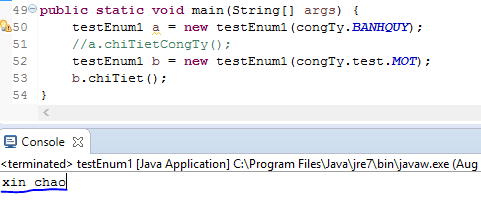 49 public static void main(String[] args) {
50 testEnum1 a = new testEnum1(congTy.BANHQUY);
51 //a.chiTietCongTy();
52 testEnum1 b = new testEnum1(congTy.test.MOT);
53 b.chiTiet();
54 }
Console
<terminated> testEnum1 [Java Application] C:\Program Files\Java\jre7\bin\javaw.exe (Aug
xin chao